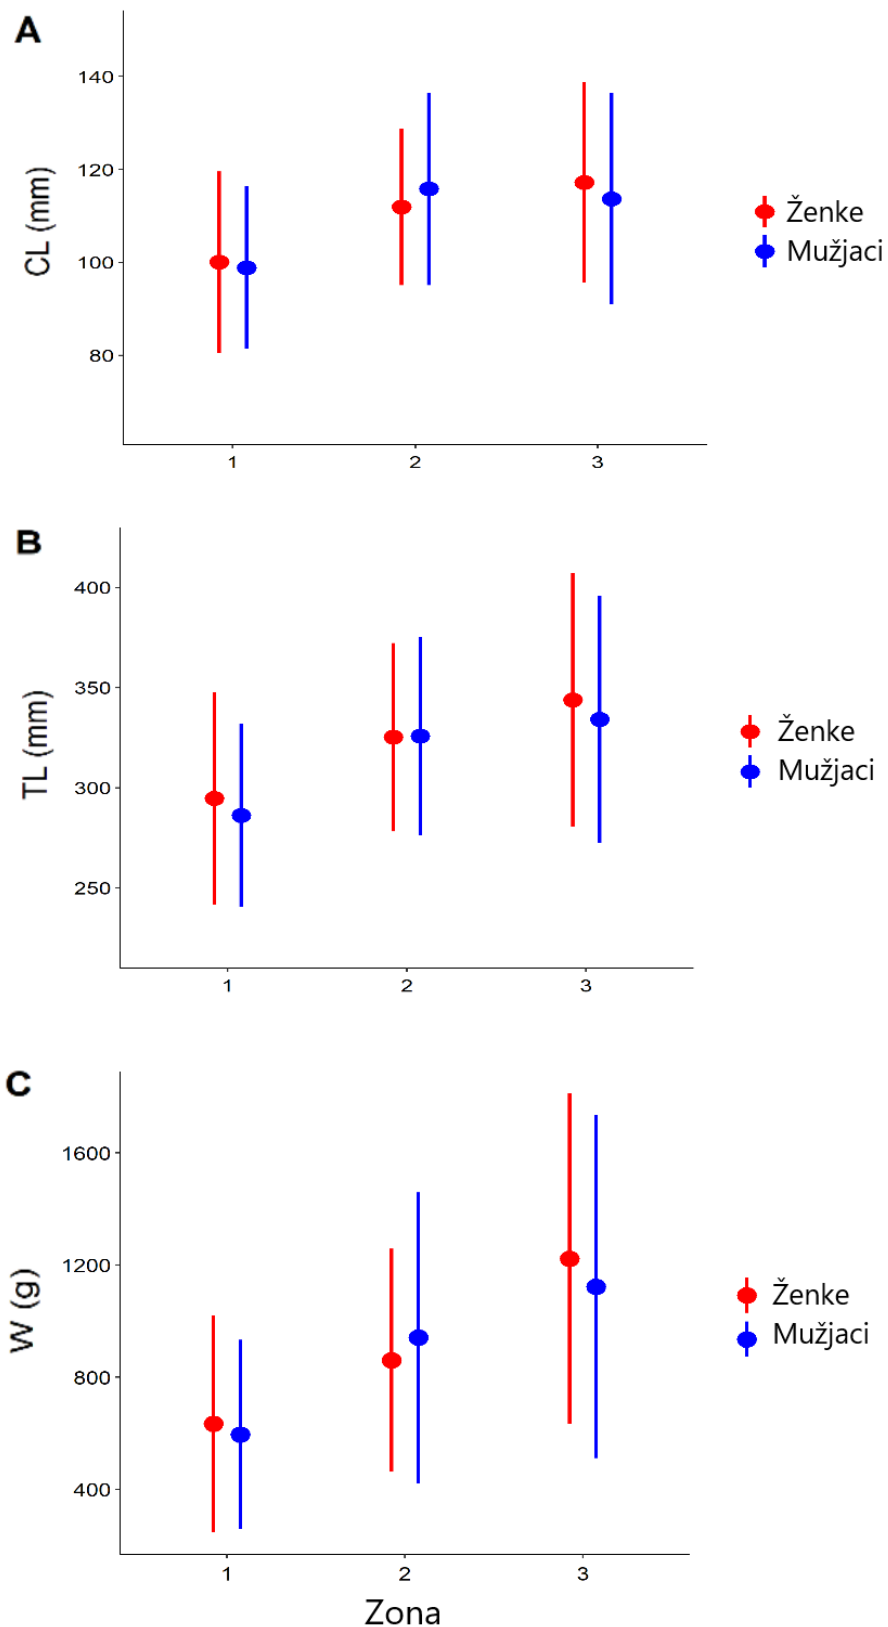 A
CL (mm)
140
120
100
80
1 2 3
Ženke
Mužjaci
B
TL (mm)
400
350
300
250
1 2 3
Ženke
Mužjaci
C
W (g)
1600
1200
800
400
1 2 3
Zona
Ženke
Mužjaci